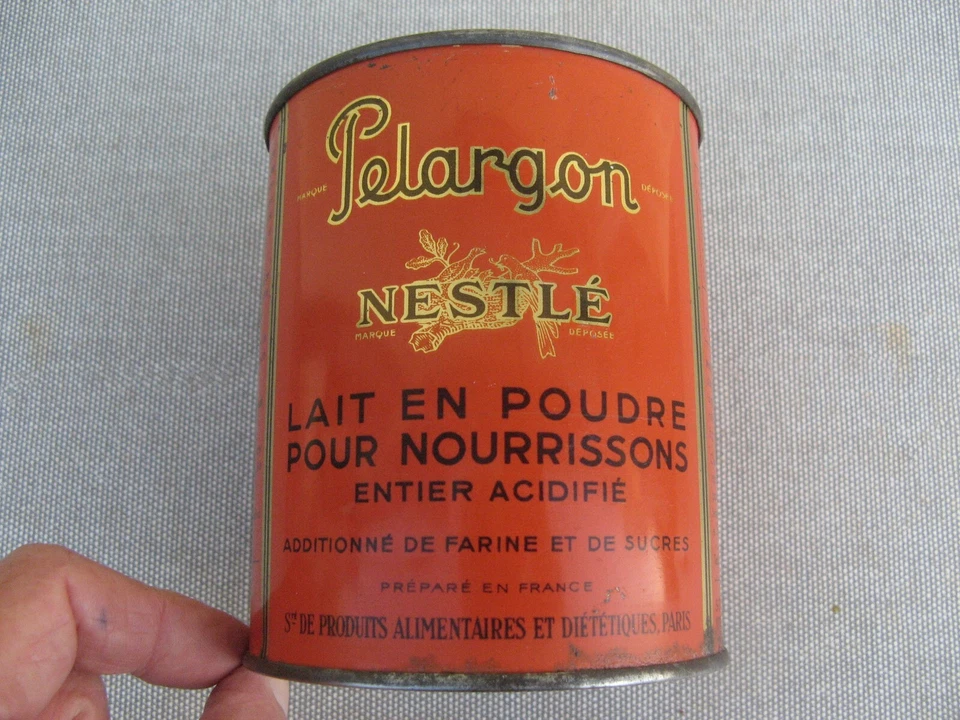 Pelargon
MARQUE DÉPOSÉE
NESTLÉ
MARQUE DÉPOSÉE
LAIT EN POUDRE
POUR NOURRISSONS
ENTIER ACIDIFIÉ
ADDITIONNÉ DE FARINE ET DE SUCRES
PRÉPARÉ EN FRANCE
Sté DE PRODUITS ALIMENTAIRES ET DIÉTÉTIQUES, PARIS